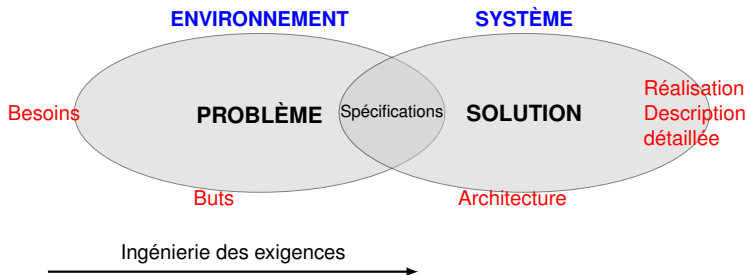 ENVIRONNEMENT
SYSTÈME
Besoins
PROBLÈME
Spécifications
SOLUTION
Réalisation
Description
détaillée
Buts
Architecture
Ingénierie des exigences